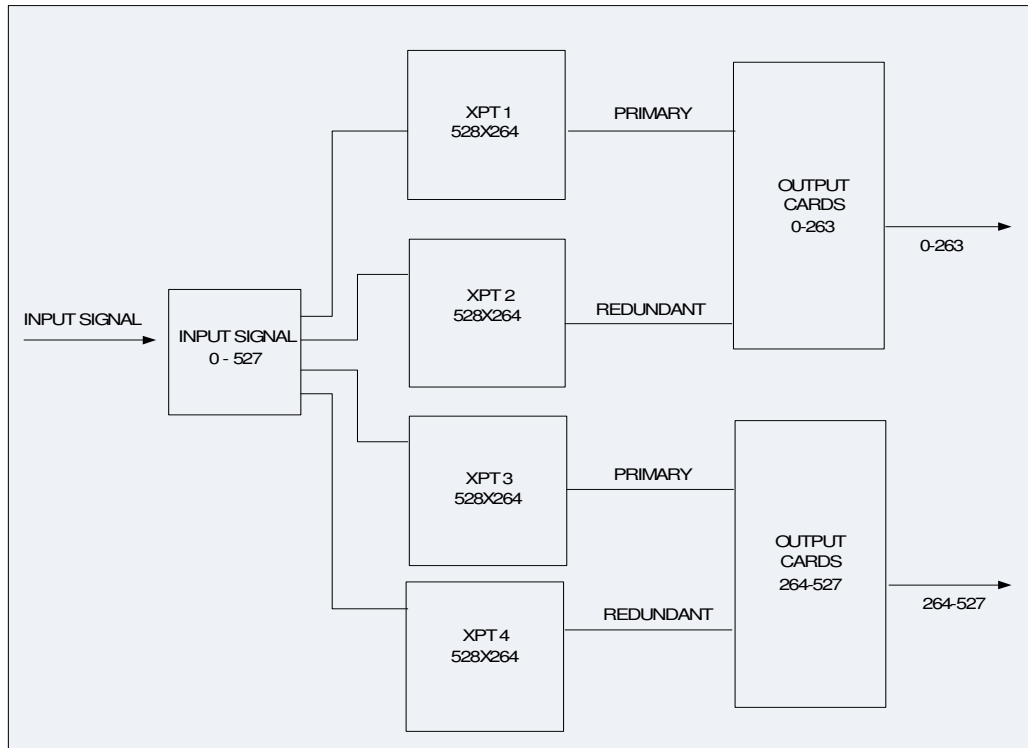 XPT 1
528X264
PRIMARY
OUTPUT
CARDS
0-263
0-263
XPT 2
528X264
REDUNDANT
INPUT SIGNAL
INPUT SIGNAL
0 - 527
XPT 3
528X264
PRIMARY
OUTPUT
CARDS
264-527
264-527
XPT 4
528X264
REDUNDANT